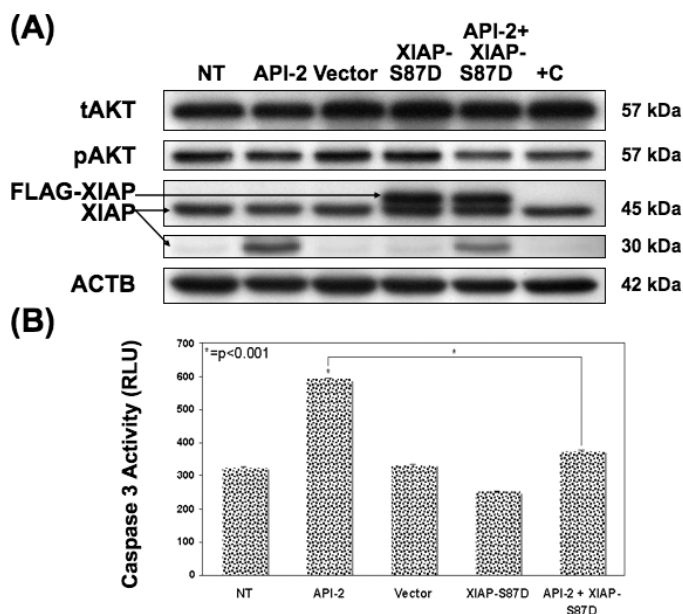 (A)
NT API-2 Vector XIAP-S87D API-2+ XIAP-S87D +C
tAKT 57 kDa
pAKT 57 kDa
FLAG-XIAP
XIAP 45 kDa
30 kDa
ACTB 42 kDa
(B)
Caspase 3 Activity (RLU)
700
*=p<0.001
*
600
*
500
400
300
200
100
0
NT API-2 Vector XIAP-S87D API-2 + XIAP-
S87D